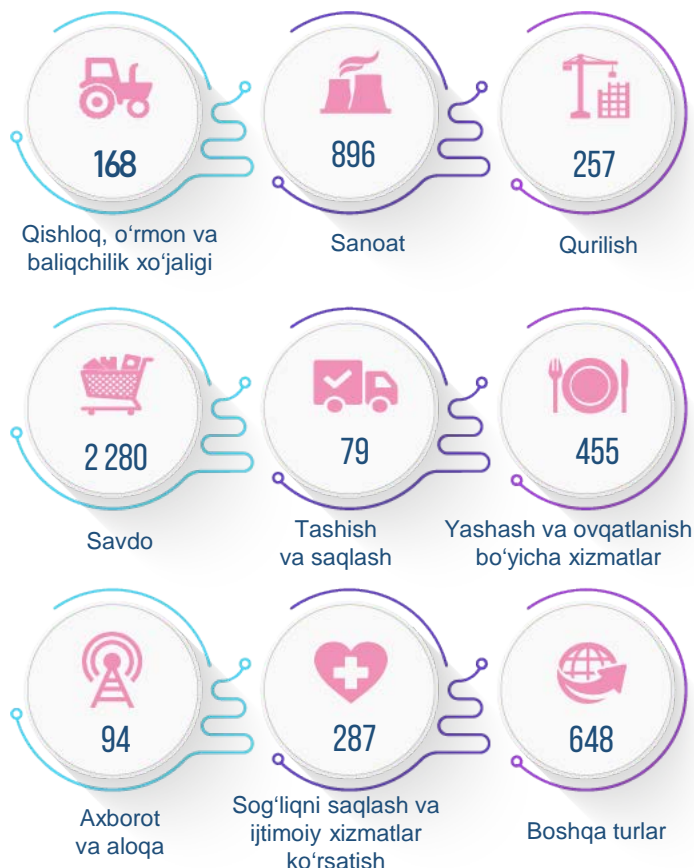 168
Qishloq, o‘rmon va
baliqchilik xo‘jaligi
896
Sanoat
257
Qurilish
2 280
Savdo
79
Tashish
va saqlash
455
Yashash va ovqatlanish
bo‘yicha xizmatlar
94
Axborot
va aloqa
287
Sog‘liqni saqlash va
ijtimoiy xizmatlar
ko‘rsatish
648
Boshqa turlar